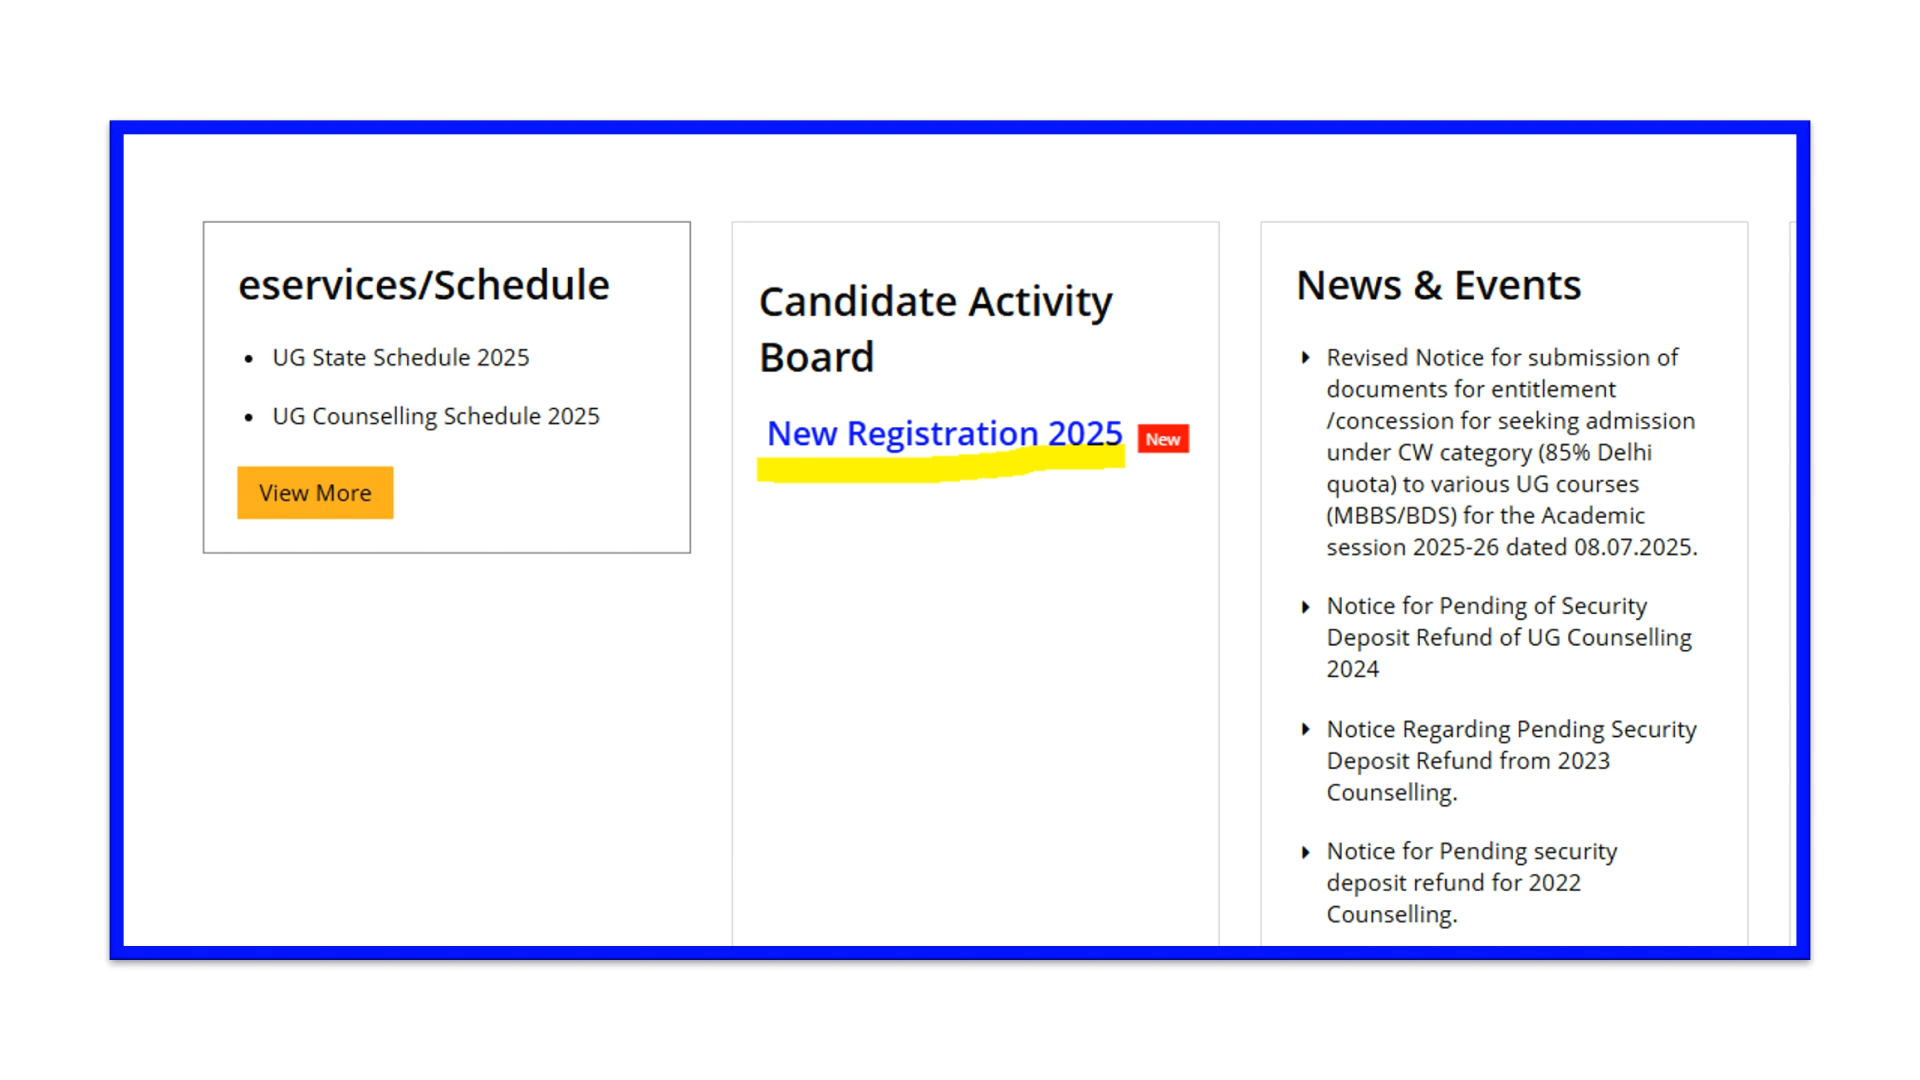 eservices/Schedule
UG State Schedule 2025
UG Counselling Schedule 2025
View More
Candidate Activity
Board
New Registration 2025 New
News & Events
Revised Notice for submission of
documents for entitlement
/concession for seeking admission
under CW category (85% Delhi
quota) to various UG courses
(MBBS/BDS) for the Academic
session 2025-26 dated 08.07.2025.
Notice for Pending of Security
Deposit Refund of UG Counselling
2024
Notice Regarding Pending Security
Deposit Refund from 2023
Counselling.
Notice for Pending security
deposit refund for 2022
Counselling.